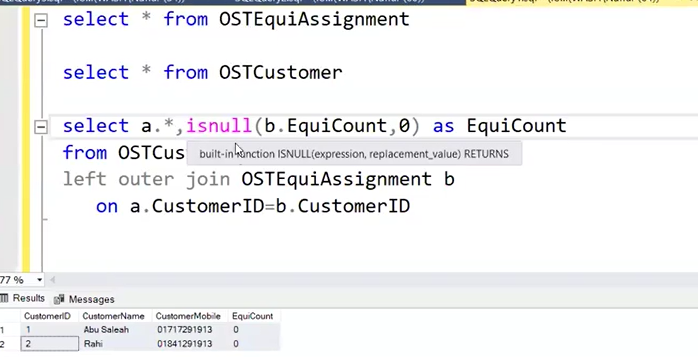 select * from OSTEquiAssignment
select * from OSTCustomer
select a.*,isnull(b.EquiCount,0) as EquiCount
from OSTCus
built-in function ISNULL(expression, replacement_value) RETURNS
left outer join OSTEquiAssignment b
on a.CustomerID=b.CustomerID
77 %
Results Messages
CustomerID CustomerName CustomerMobile EquiCount
1 1 Abu Saleah 01717291913 0
2 2 Rahi 01841291913 0